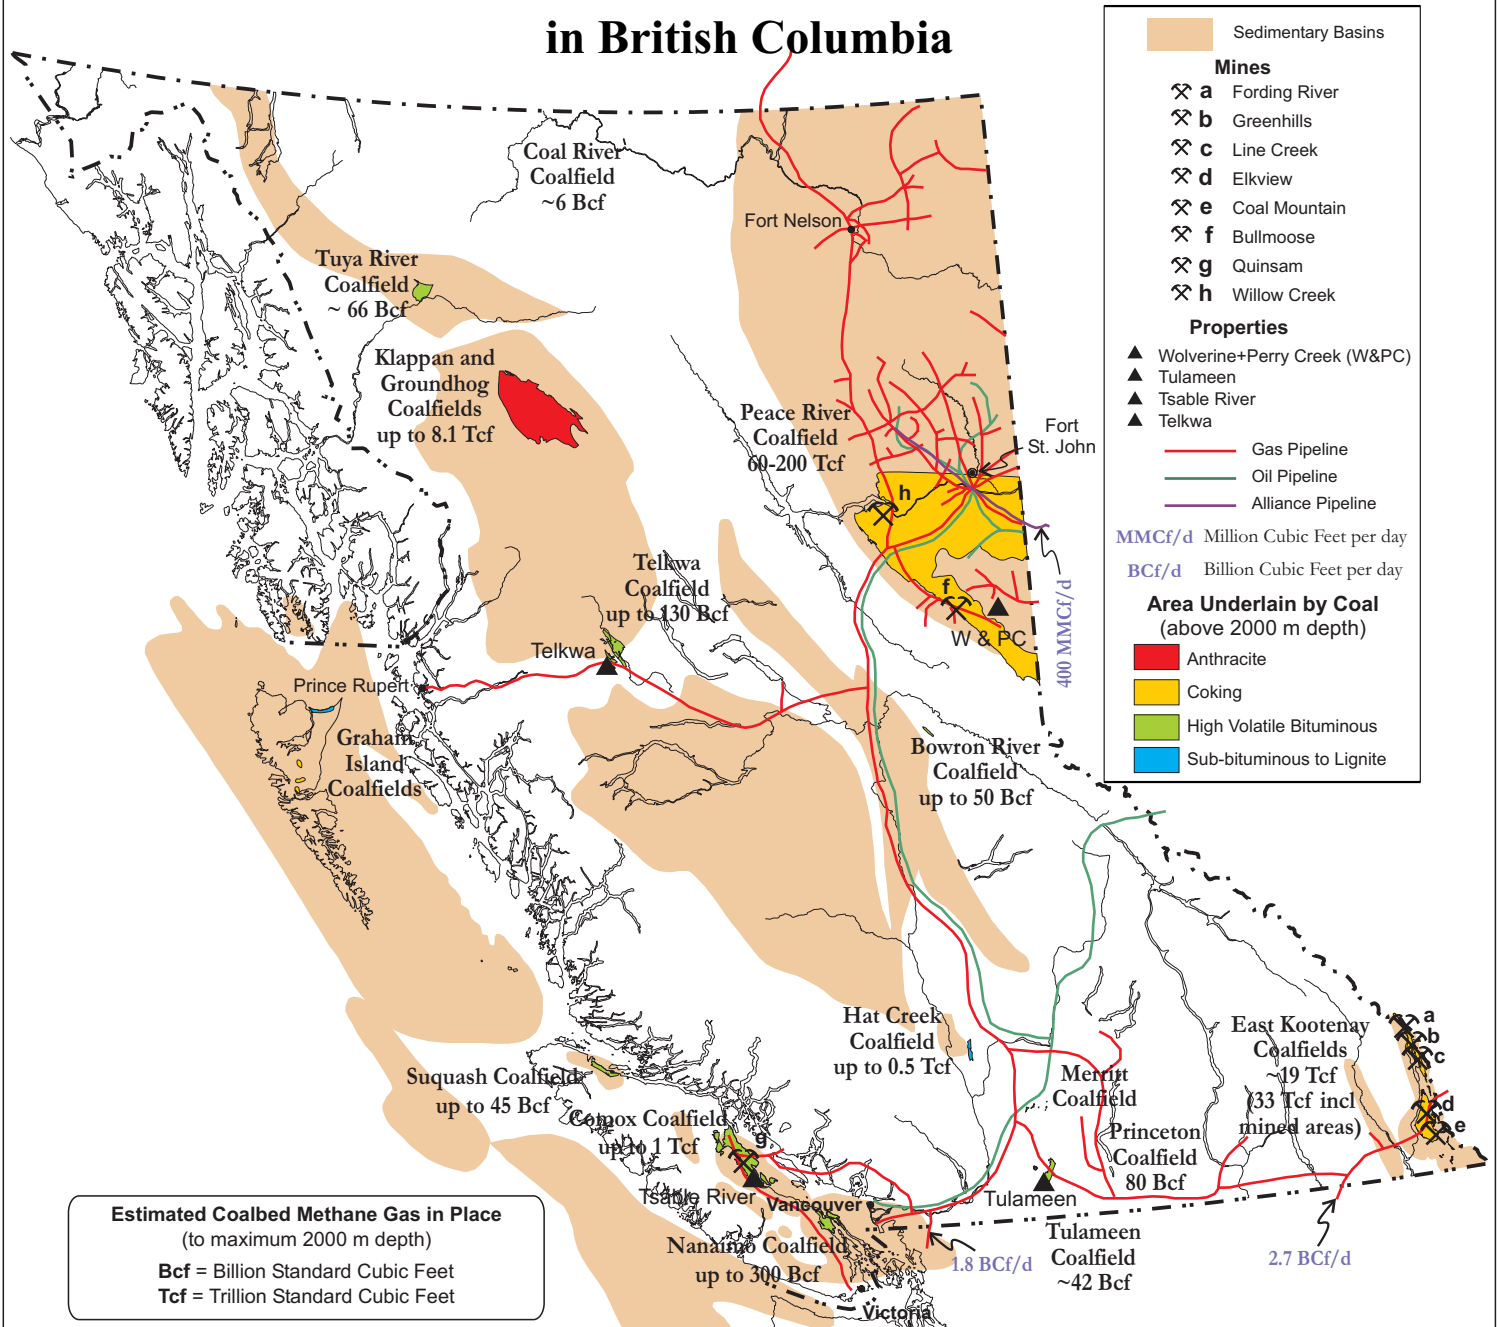 in British Columbia
Sedimentary Basins
Mines
a Fording River
b Greenhills
c Line Creek
d Elkview
e Coal Mountain
f Bullmoose
g Quinsam
h Willow Creek
Properties
Wolverine+Perry Creek (W&PC)
Tulameen
Tsable River
Telkwa
Gas Pipeline
Oil Pipeline
Alliance Pipeline
MMCf/d Million Cubic Feet per day
BCf/d Billion Cubic Feet per day
Area Underlain by Coal
(above 2000 m depth)
Anthracite
Coking
High Volatile Bituminous
Sub-bituminous to Lignite
Coal River
Coalfield
~6 Bcf
Fort Nelson
Tuya River
Coalfield
~ 66 Bcf
Klappan and
Groundhog
Coalfields
up to 8.1 Tcf
Peace River
Coalfield
60-200 Tcf
Fort
St. John
h
f
W & PC
400 MMCf/d
Telkwa
Coalfield
up to 130 Bcf
Telkwa
Prince Rupert
Graham
Island
Coalfields
Bowron River
Coalfield
up to 50 Bcf
Hat Creek
Coalfield
up to 0.5 Tcf
East Kootenay
Coalfields
~19 Tcf
(33 Tcf incl
mined areas)
a
b
c
d
e
Merritt
Coalfield
Suquash Coalfield
up to 45 Bcf
Comox Coalfield
up to 1 Tcf
g
Princeton
Coalfield
80 Bcf
Tsable River
Vancouver
Tulameen
Nanaimo Coalfield
up to 300 Bcf
Tulameen
Coalfield
~42 Bcf
1.8 BCf/d
2.7 BCf/d
Victoria
Estimated Coalbed Methane Gas in Place
(to maximum 2000 m depth)
Bcf = Billion Standard Cubic Feet
Tcf = Trillion Standard Cubic Feet